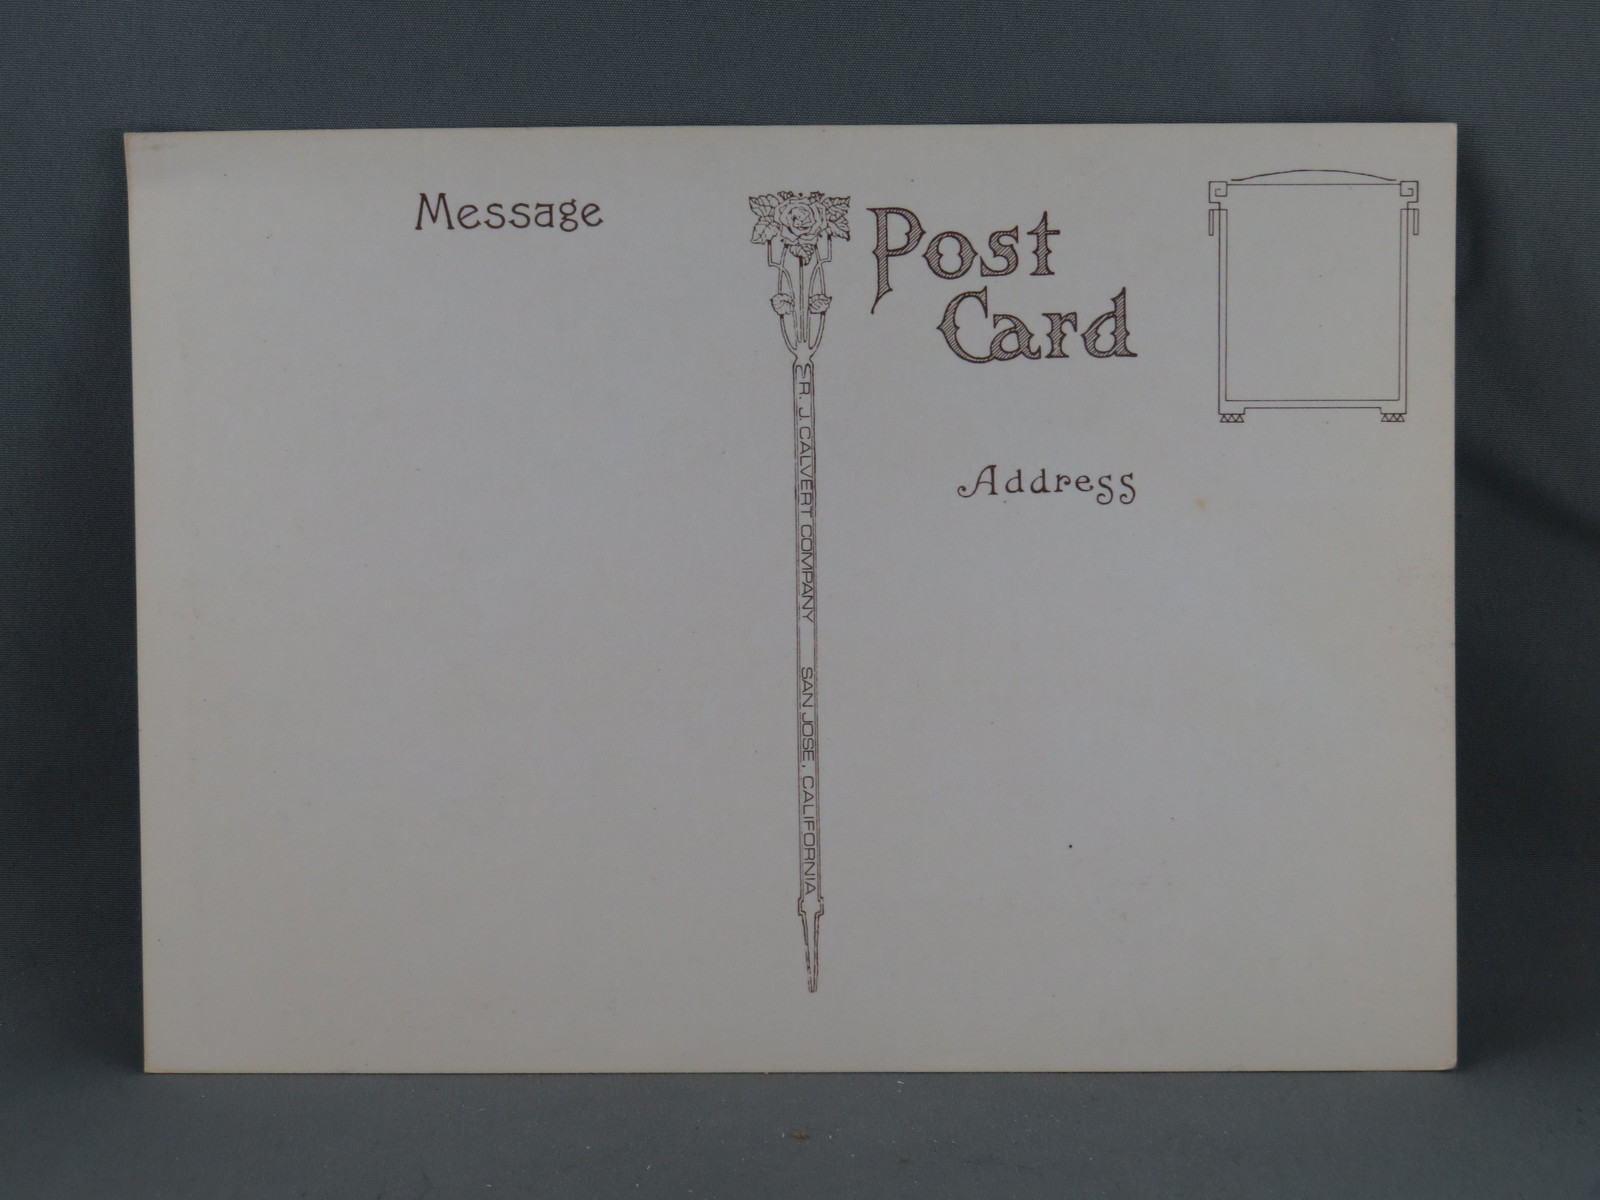 Message
Post
Card
R. J. CALVERT COMPANY SAN JOSE, CALIFORNIA
Address